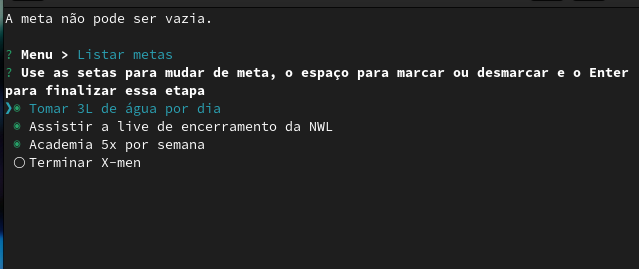 A meta não pode ser vazia.
? Menu > Listar metas
? Use as setas para mudar de meta, o espaço para marcar ou desmarcar e o Enter
para finalizar essa etapa
❯◉ Tomar 3L de água por dia
◉ Assistir a live de encerramento da NWL
◉ Academia 5x por semana
◯ Terminar X-men